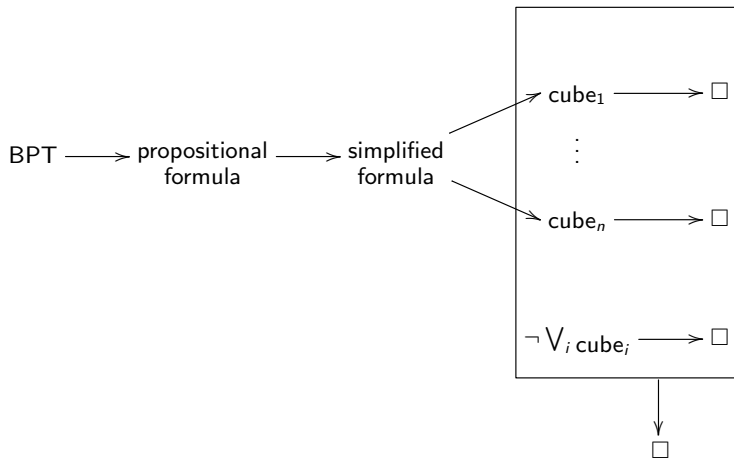 cube₁ □
BPT propositional formula simplified formula
⋮
cubeₙ □
¬ ⋁ᵢ cubeᵢ □
□